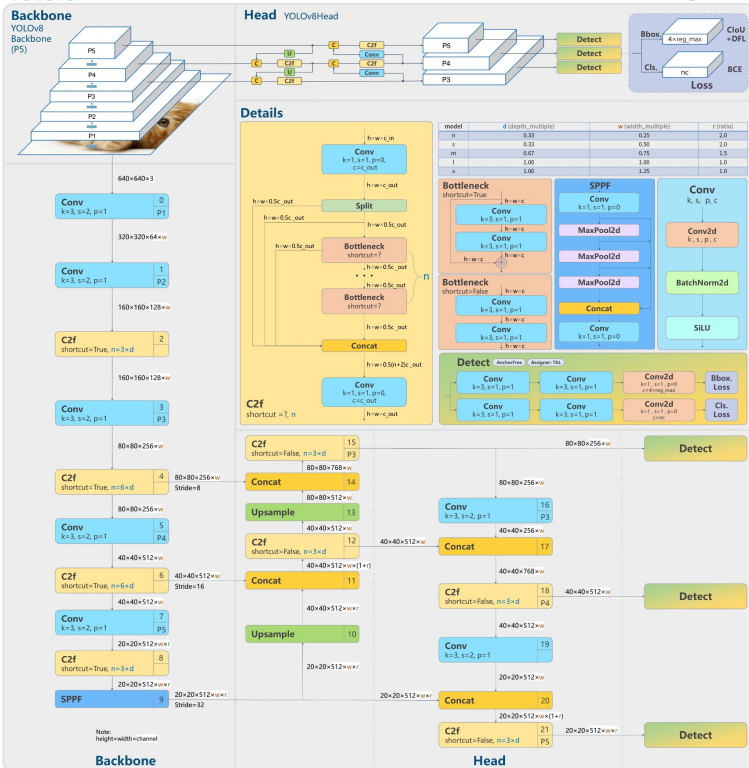 Backbone
YOLOv8
Backbone
(P5)
P5
P4
P3
P2
P1
Head YOLOv8Head
U
U
C
C
C
C
C2f
C2f
C2f
C2f
Conv
Conv
P5
P4
P3
Detect
Detect
Detect
Bbox.
4×reg_max
CIoU
+DFL
Cls.
nc
BCE
Loss
640×640×3
Conv 0
k=3, s=2, p=1 P1
320×320×64×w
Conv 1
k=3, s=2, p=1 P2
160×160×128×w
C2f 2
shortcut=True, n=3×d
160×160×128×w
Conv 3
k=3, s=2, p=1 P3
80×80×256×w
C2f 4
shortcut=True, n=6×d
80×80×256×w
Stride=8
80×80×256×w
Conv 5
k=3, s=2, p=1 P4
40×40×512×w
C2f 6
shortcut=True, n=6×d
40×40×512×w
Stride=16
40×40×512×w
Conv 7
k=3, s=2, p=1 P5
20×20×512×w×r
C2f 8
shortcut=True, n=3×d
20×20×512×w×r
SPPF 9
20×20×512×w×r
Stride=32
Note:
height×width×channel
Backbone
Details
h=w=c_in
Conv
k=1, s=1, p=0,
c=c_out
h=w=c_out
Split
h=w=0.5c_out
h=w=0.5c_out
h=w=0.5c_out
h=w=0.5c_out
Bottleneck
shortcut=?
h=w=0.5c_out
. . .
h=w=0.5c_out
Bottleneck
shortcut=?
n
h=w=0.5c_out
Concat
h=w=0.5(n+2)c_out
Conv
k=1, s=1, p=0,
c=c_out
h=w=c_out
C2f
shortcut =?, n
model d (depth_multiple) w (width_multiple) r (ratio)
n 0.33 0.25 2.0
s 0.33 0.50 2.0
m 0.67 0.75 1.5
l 1.00 1.00 1.0
x 1.00 1.25 1.0
Bottleneck
shortcut=True
h=w=c
Conv
k=3, s=1, p=1
h=w=c
Conv
k=3, s=1, p=1
h=w=c
h=w=c
Bottleneck
shortcut=False
h=w=c
Conv
k=3, s=1, p=1
h=w=c
Conv
k=3, s=1, p=1
h=w=c
SPPF
Conv
k=1, s=1, p=0
MaxPool2d
MaxPool2d
MaxPool2d
Concat
Conv
k=1, s=1, p=0
Conv
k, s, p, c
Conv2d
k, s, p, c
BatchNorm2d
SiLU
Detect AnchorFree Assigner: TAL
Conv
k=3, s=1, p=1
Conv
k=3, s=1, p=1
Conv2d
k=1, s=1, p=0
c=4×reg_max
Bbox.
Loss
Conv
k=3, s=1, p=1
Conv
k=3, s=1, p=1
Conv2d
k=1, s=1, p=0
c=nc
Cls.
Loss
C2f 15
shortcut=False, n=3×d P3
80×80×256×w
Detect
80×80×768×w
Concat 14
80×80×512×w
Upsample 13
40×40×512×w
C2f 12
shortcut=False, n=3×d
40×40×512×w
40×40×512×w×(1+r)
Concat 11
40×40×512×w×r
Upsample 10
20×20×512×w×r
80×80×256×w
Conv 16
k=3, s=2, p=1 P3
40×40×256×w
Concat 17
40×40×768×w
C2f 18
shortcut=False, n=3×d P4
40×40×512×w
Detect
40×40×512×w
Conv 19
k=3, s=2, p=1
20×20×512×w
20×20×512×w×r
Concat 20
20×20×512×w×(1+r)
C2f 21
shortcut=False, n=3×d P5
20×20×512×w×r
Detect
Head